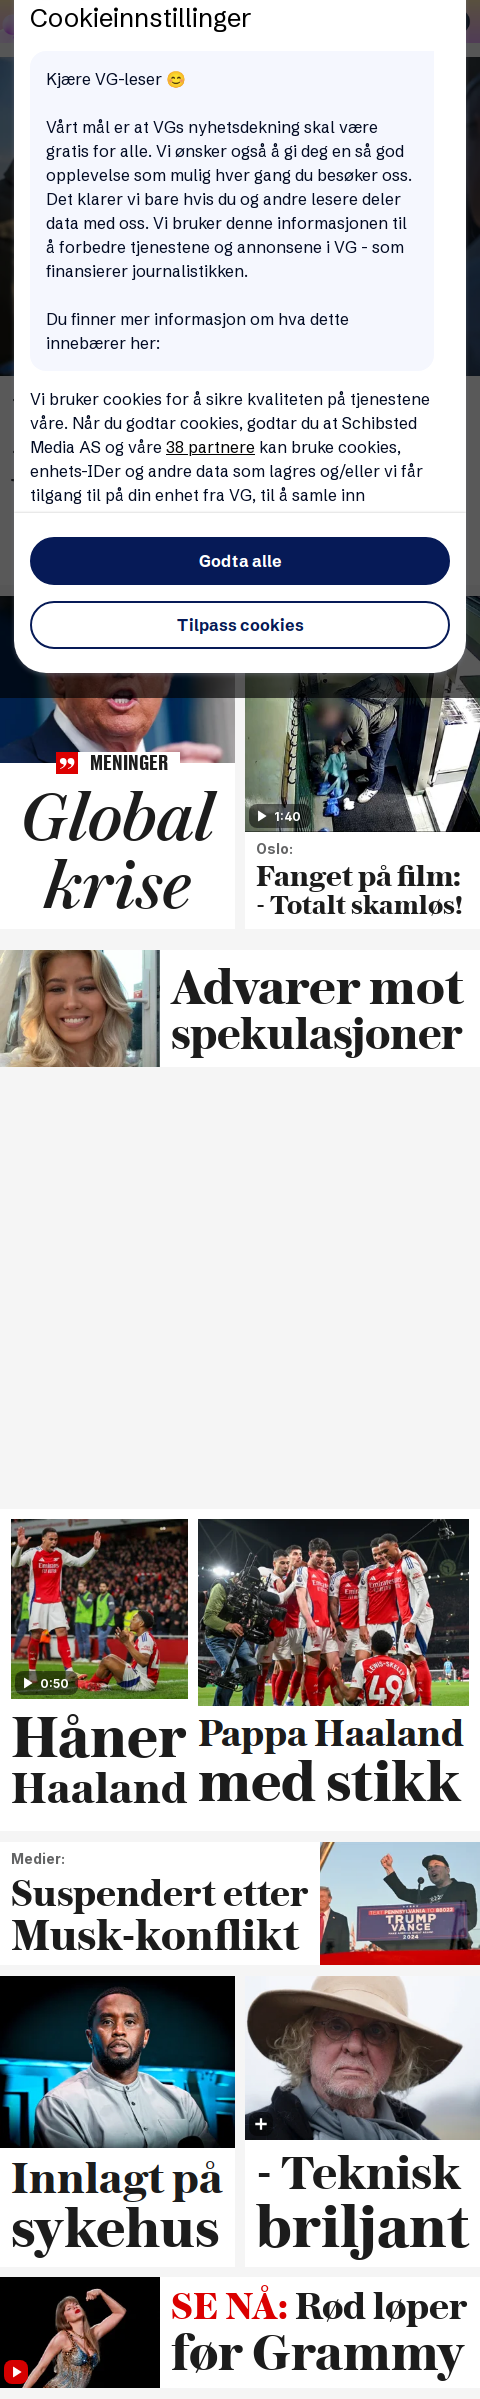 Cookieinnstillinger
Kjære VG-leser 😊
Vårt mål er at VGs nyhetsdekning skal være
gratis for alle. Vi ønsker også å gi deg en så god
opplevelse som mulig hver gang du besøker oss.
Det klarer vi bare hvis du og andre lesere deler
data med oss. Vi bruker denne informasjonen til
å forbedre tjenestene og annonsene i VG - som
finansierer journalistikken.
Du finner mer informasjon om hva dette
innebærer her:
Vi bruker cookies for å sikre kvaliteten på tjenestene
våre. Når du godtar cookies, godtar du at Schibsted
Media AS og våre 38 partnere kan bruke cookies,
enhets-IDer og andre data som lagres og/eller vi får
tilgang til på din enhet fra VG, til å samle inn
Godta alle
Tilpass cookies
MENINGER
Global
krise
1:40
Oslo:
Fanget på film:
- Totalt skamløs!
Advarer mot
spekulasjoner
0:50
Håner
Haaland
LEWIS-SKELLY
49
Pappa Haaland
med stikk
Medier:
Suspendert etter
Musk-konflikt
TRUMP
VANCE
2024
Innlagt på
sykehus
- Teknisk
briljant
SE NÅ: Rød løper
før Grammy